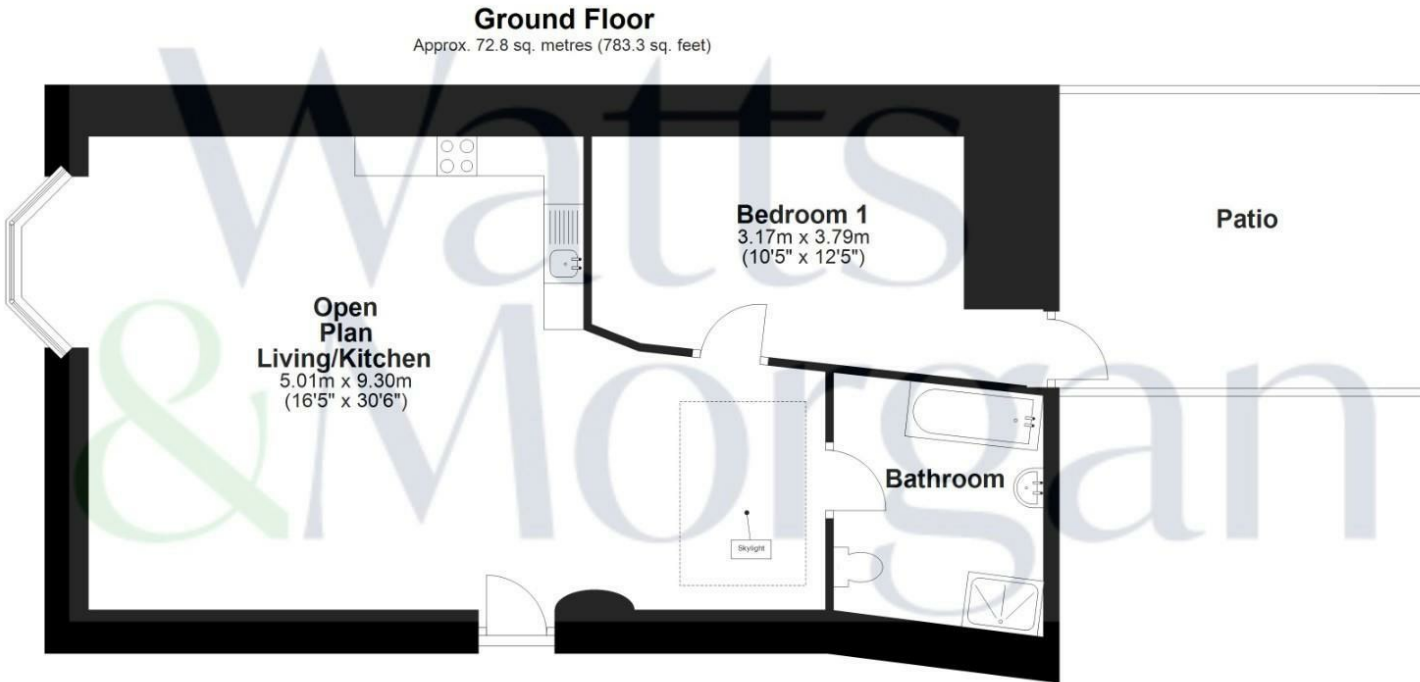 Ground Floor
Approx. 72.8 sq. metres (783.3 sq. feet)
Watts
& Morgan
Bedroom 1
3.17m x 3.79m
(10'5" x 12'5")
Patio
Open
Plan
Living/Kitchen
5.01m x 9.30m
(16'5" x 30'6")
Bathroom
Skylight